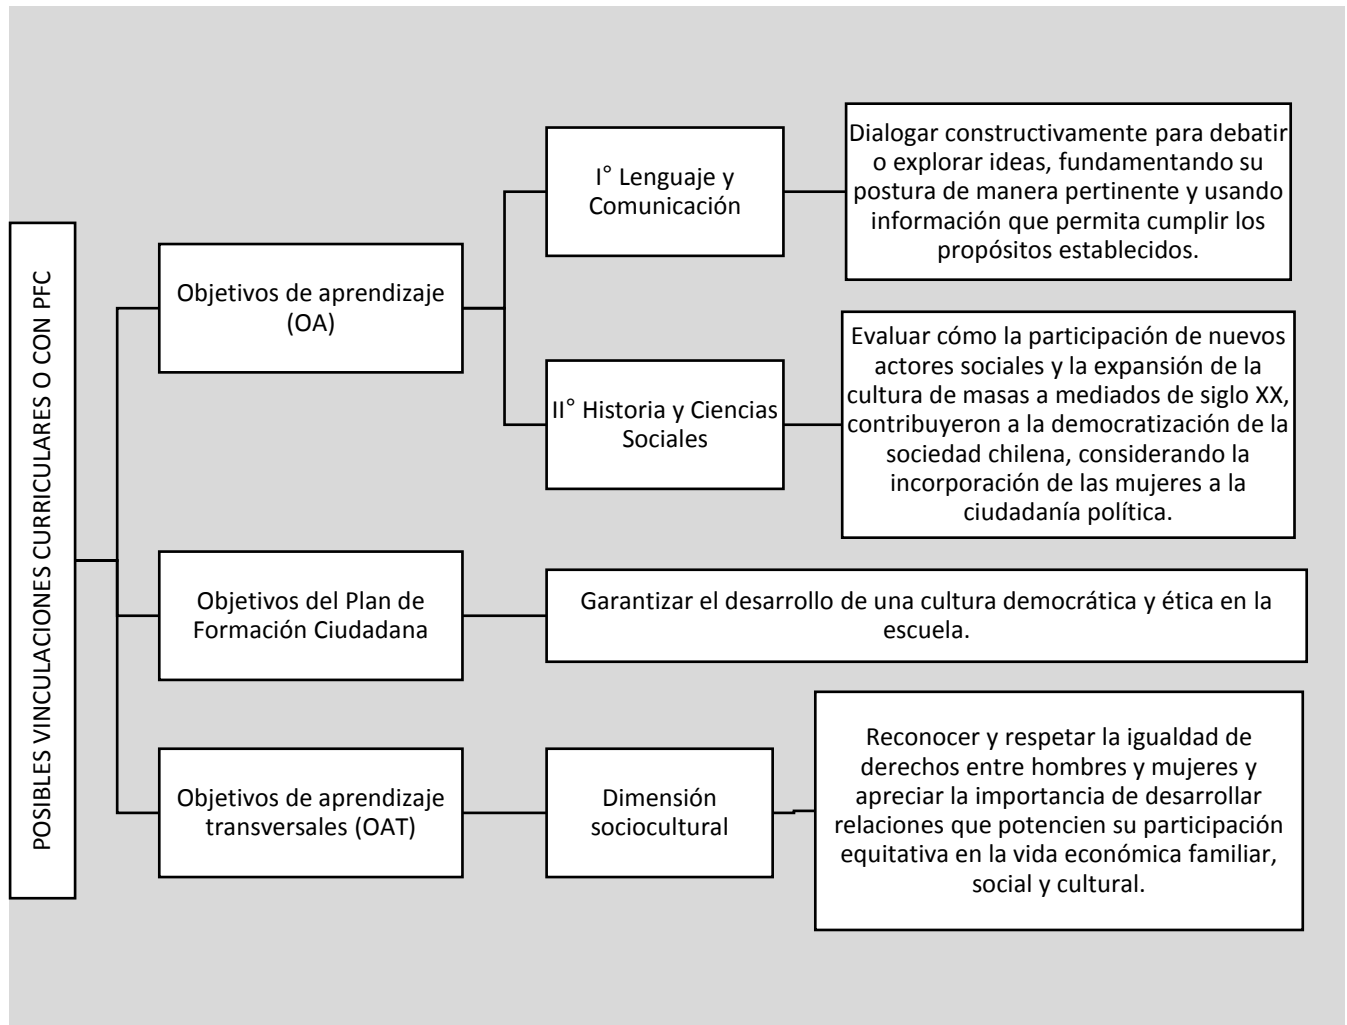 POSIBLES VINCULACIONES CURRICULARES O CON PFC
Objetivos de aprendizaje
(OA)
I° Lenguaje y
Comunicación
Dialogar constructivamente para debatir
o explorar ideas, fundamentando su
postura de manera pertinente y usando
información que permita cumplir los
propósitos establecidos.
II° Historia y Ciencias
Sociales
Evaluar cómo la participación de nuevos
actores sociales y la expansión de la
cultura de masas a mediados de siglo XX,
contribuyeron a la democratización de la
sociedad chilena, considerando la
incorporación de las mujeres a la
ciudadanía política.
Objetivos del Plan de
Formación Ciudadana
Garantizar el desarrollo de una cultura democrática y ética en la
escuela.
Objetivos de aprendizaje
transversales (OAT)
Dimensión
sociocultural
Reconocer y respetar la igualdad de
derechos entre hombres y mujeres y
apreciar la importancia de desarrollar
relaciones que potencien su participación
equitativa en la vida económica familiar,
social y cultural.